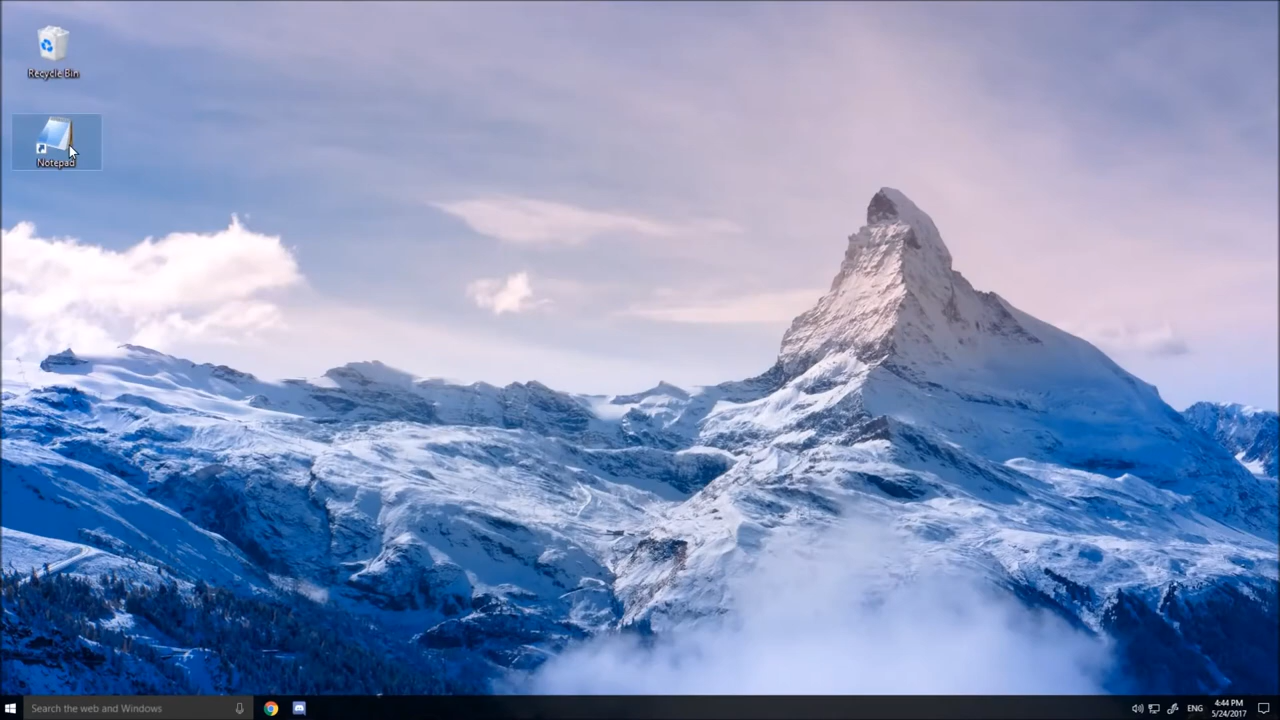 Recycle Bin
Notepad
Search the web and Windows
ENG
4:44 PM
5/24/2017